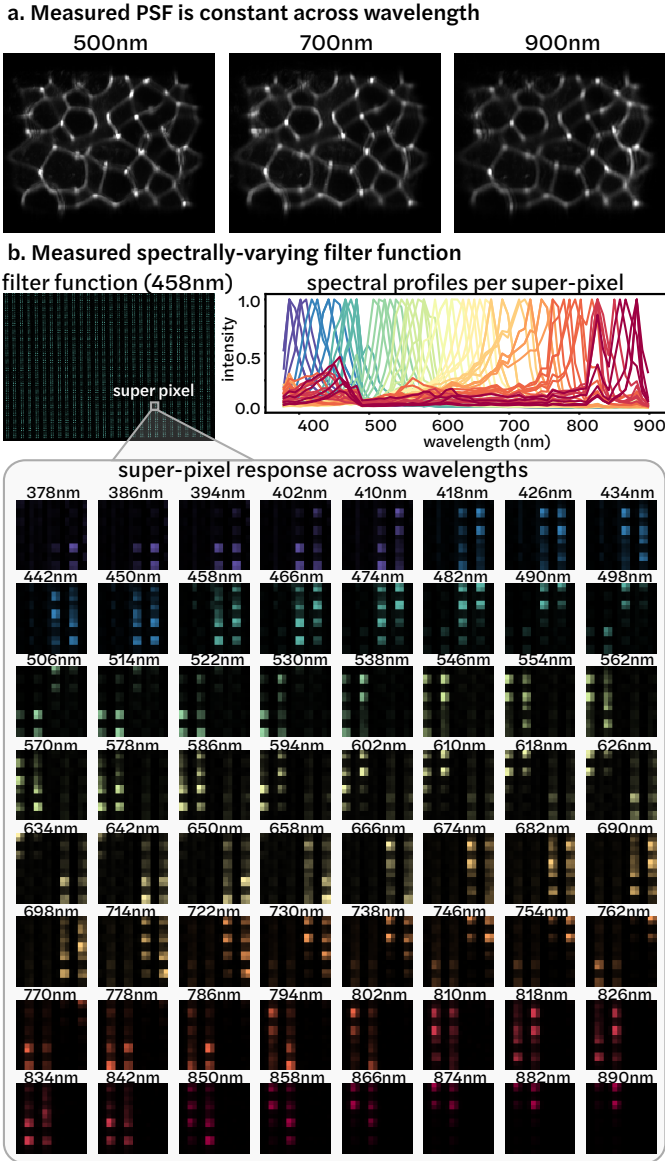 a. Measured PSF is constant across wavelength
500nm 700nm 900nm
b. Measured spectrally-varying filter function
filter function (458nm) spectral profiles per super-pixel
1.0
0.5
0.0
intensity
super pixel
400 500 600 700 800 900
wavelength (nm)
super-pixel response across wavelengths
378nm 386nm 394nm 402nm 410nm 418nm 426nm 434nm
442nm 450nm 458nm 466nm 474nm 482nm 490nm 498nm
506nm 514nm 522nm 530nm 538nm 546nm 554nm 562nm
570nm 578nm 586nm 594nm 602nm 610nm 618nm 626nm
634nm 642nm 650nm 658nm 666nm 674nm 682nm 690nm
698nm 714nm 722nm 730nm 738nm 746nm 754nm 762nm
770nm 778nm 786nm 794nm 802nm 810nm 818nm 826nm
834nm 842nm 850nm 858nm 866nm 874nm 882nm 890nm